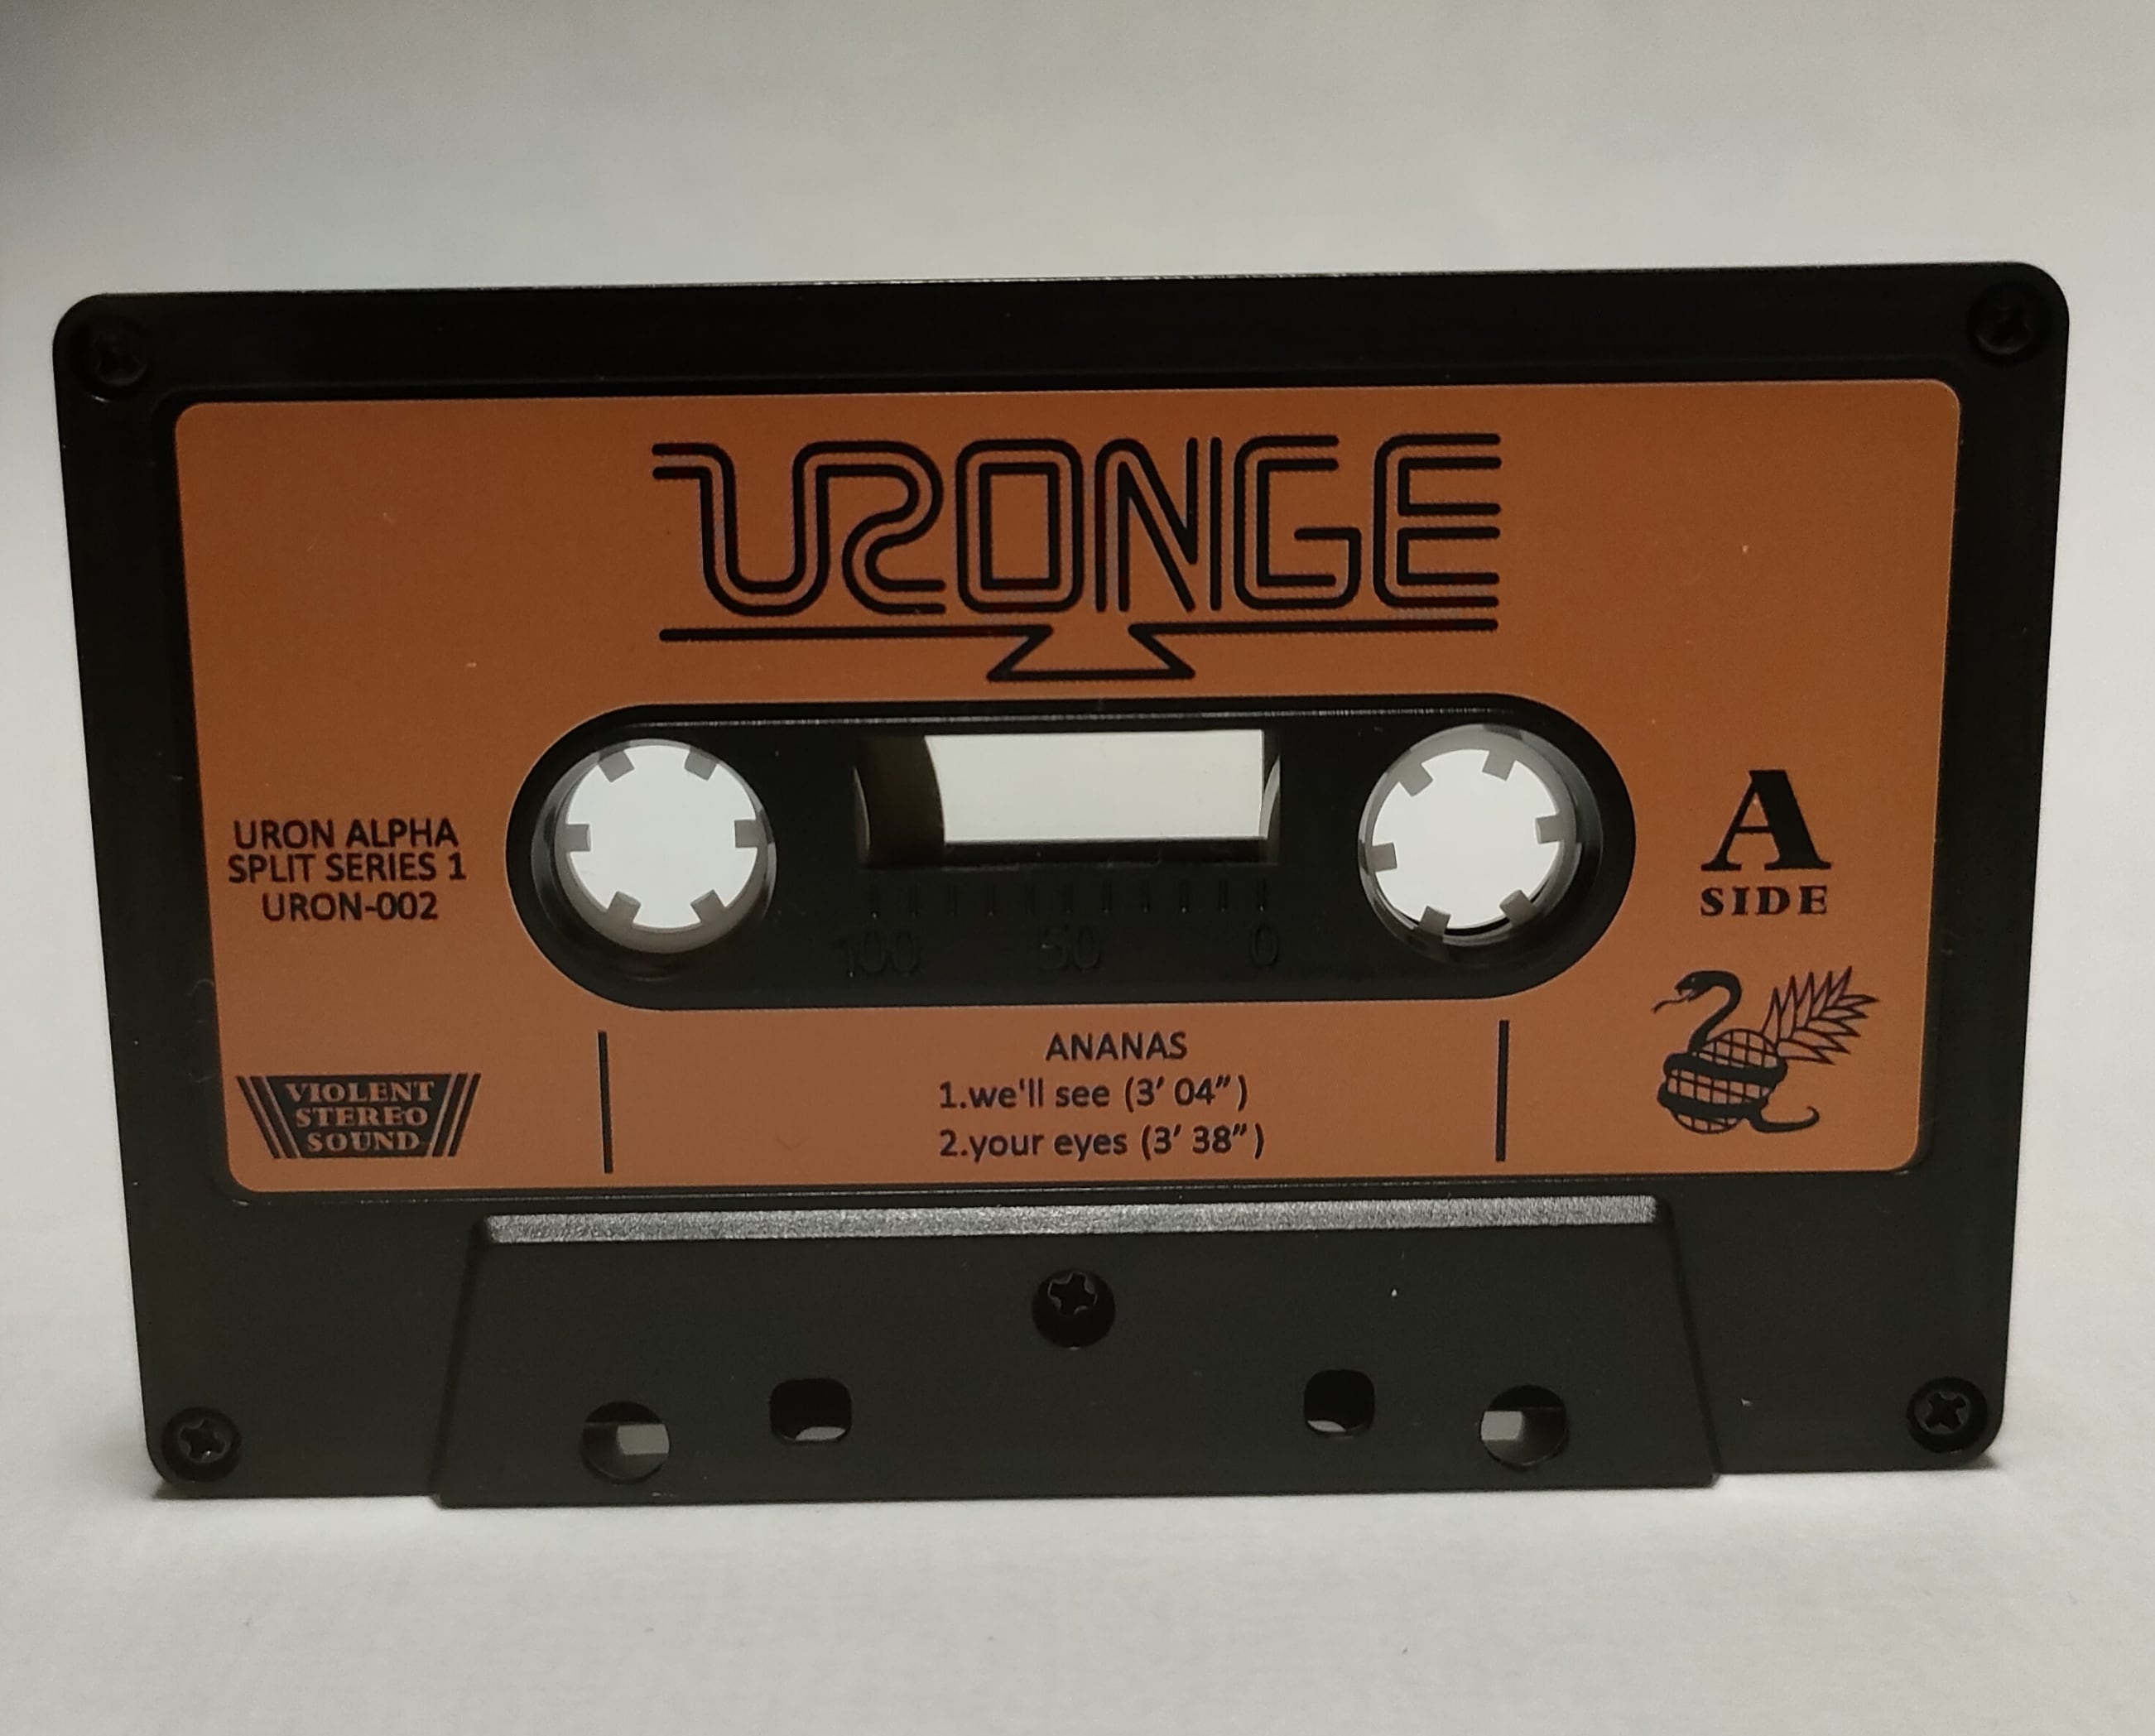 URONGE
URON ALPHA
SPLIT SERIES 1
URON-002
A
SIDE
100 50 0
VIOLENT
STEREO
SOUND
ANANAS
1.we'll see (3′ 04″)
2.your eyes (3′ 38″)